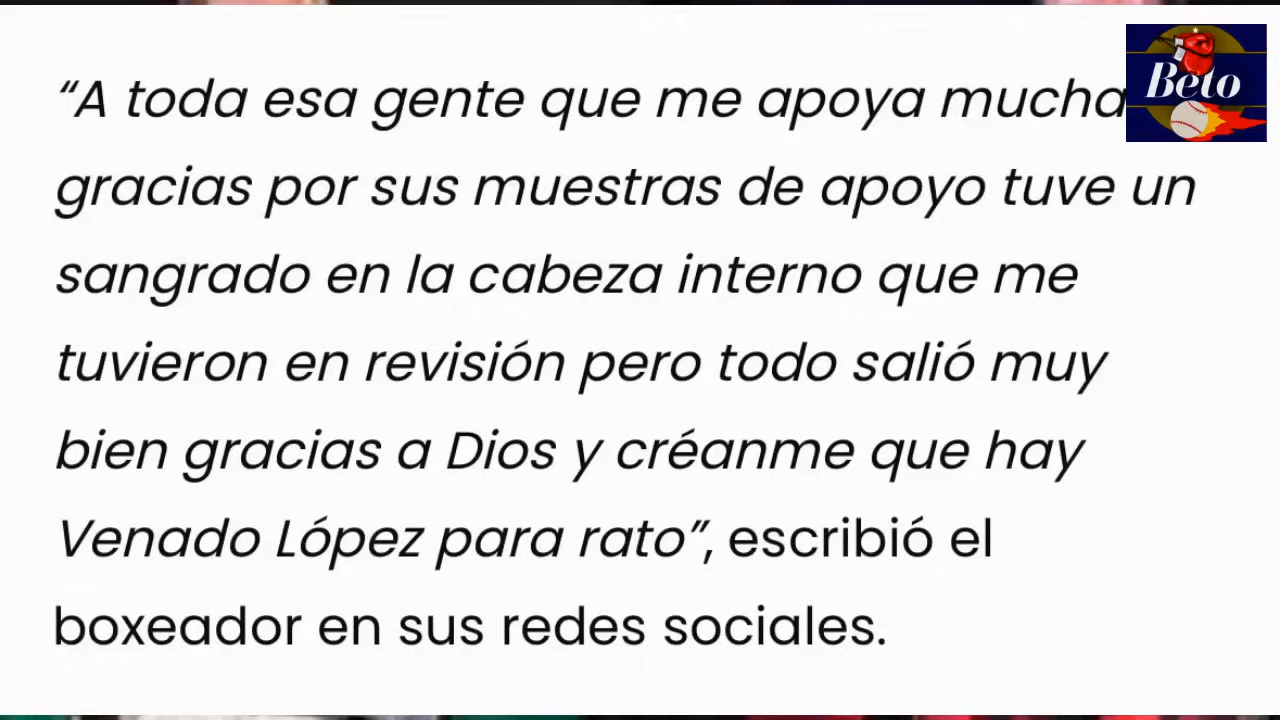 “A toda esa gente que me apoya mucha
Beto
gracias por sus muestras de apoyo tuve un
sangrado en la cabeza interno que me
tuvieron en revisión pero todo salió muy
bien gracias a Dios y créanme que hay
Venado López para rato”, escribió el
boxeador en sus redes sociales.